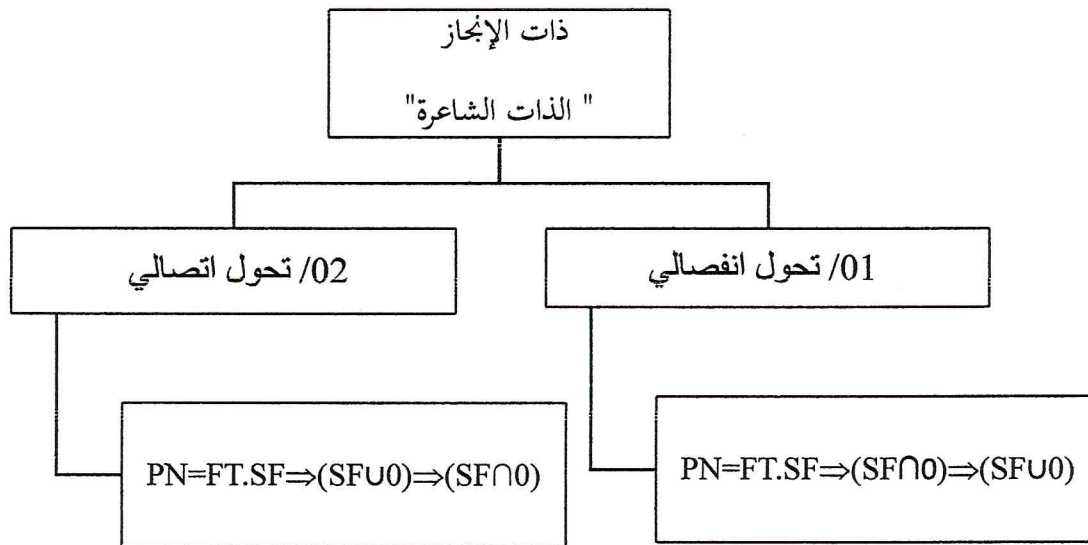 ذات الإنجاز
" الذات الشاعرة"
01/ تحول انفصالي
02/ تحول اتصالي
PN=FT.SF⇒(SF∩0)⇒(SF∪0)
PN=FT.SF⇒(SF∪0)⇒(SF∩0)